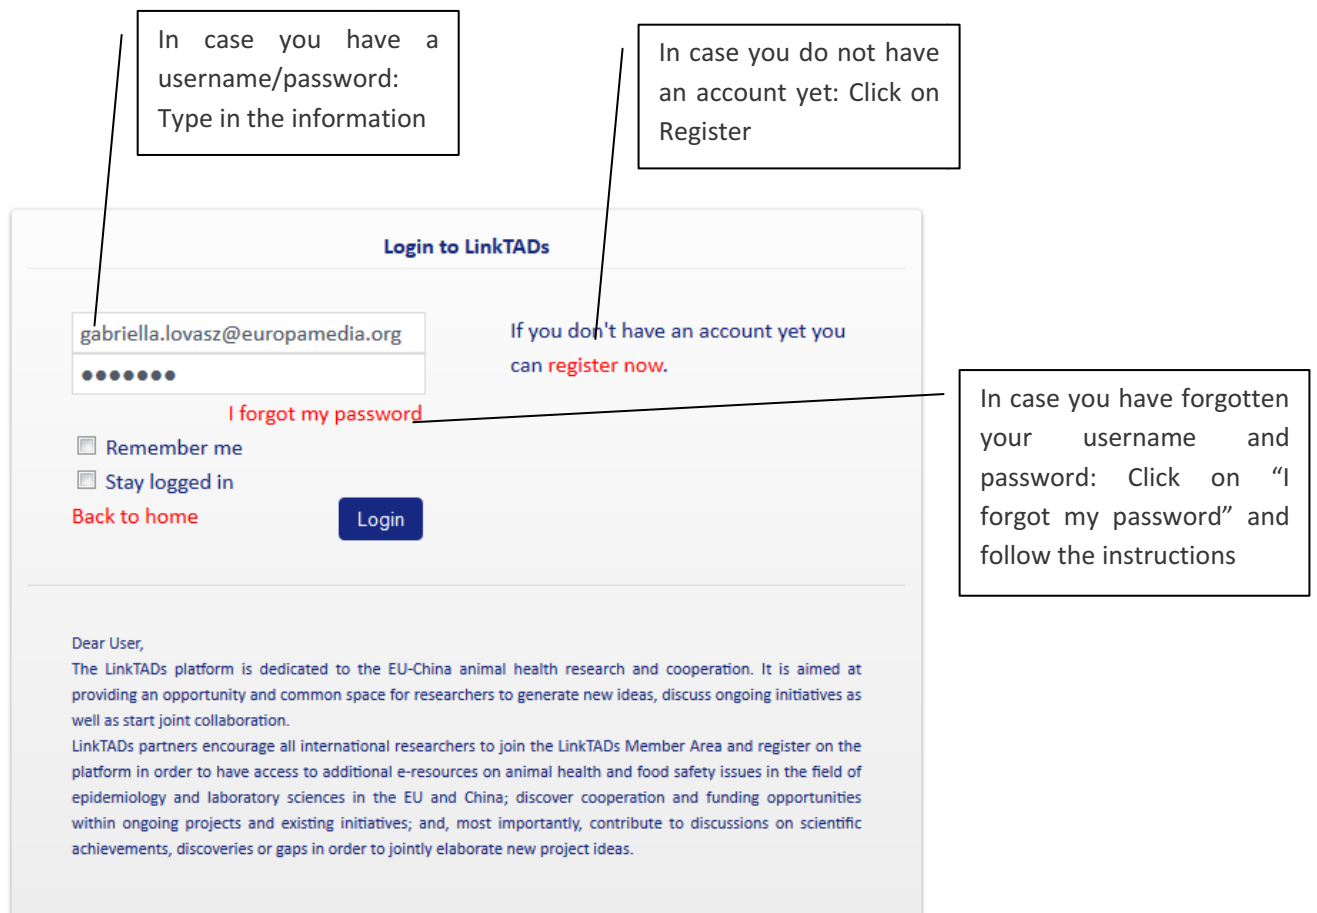 In case you have a
username/password:
Type in the information
In case you do not have
an account yet: Click on
Register
Login to LinkTADs
gabriella.lovasz@europamedia.org
●●●●●●●
I forgot my password
Remember me
Stay logged in
Back to home
Login
If you don't have an account yet you
can register now.
In case you have forgotten
your username and
password: Click on “I
forgot my password” and
follow the instructions
Dear User,
The LinkTADs platform is dedicated to the EU-China animal health research and cooperation. It is aimed at
providing an opportunity and common space for researchers to generate new ideas, discuss ongoing initiatives as
well as start joint collaboration.
LinkTADs partners encourage all international researchers to join the LinkTADs Member Area and register on the
platform in order to have access to additional e-resources on animal health and food safety issues in the field of
epidemiology and laboratory sciences in the EU and China; discover cooperation and funding opportunities
within ongoing projects and existing initiatives; and, most importantly, contribute to discussions on scientific
achievements, discoveries or gaps in order to jointly elaborate new project ideas.